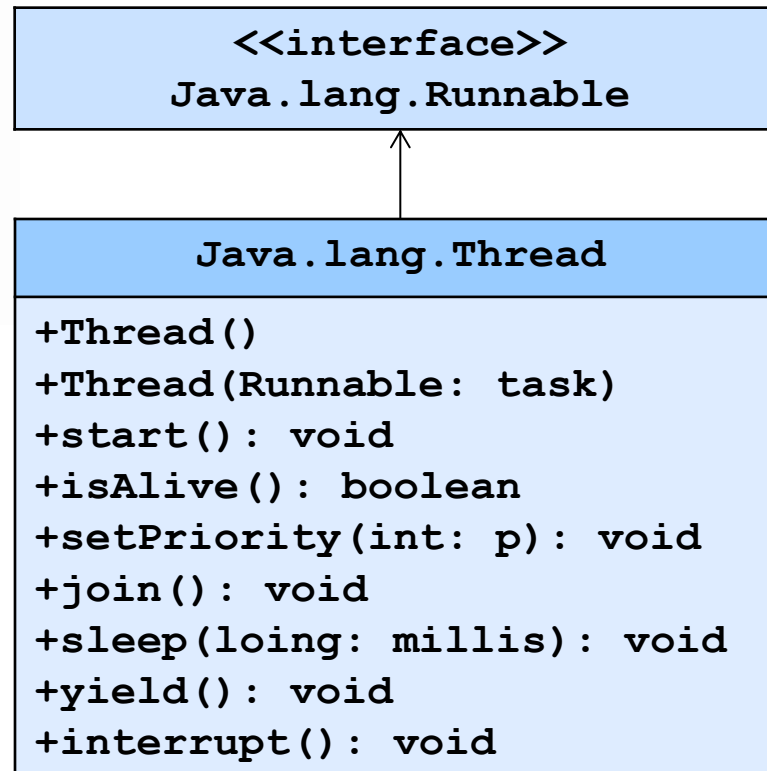 <<interface>>
Java.lang.Runnable
Java.lang.Thread
+Thread()
+Thread(Runnable: task)
+start(): void
+isAlive(): boolean
+setPriority(int: p): void
+join(): void
+sleep(loing: millis): void
+yield(): void
+interrupt(): void